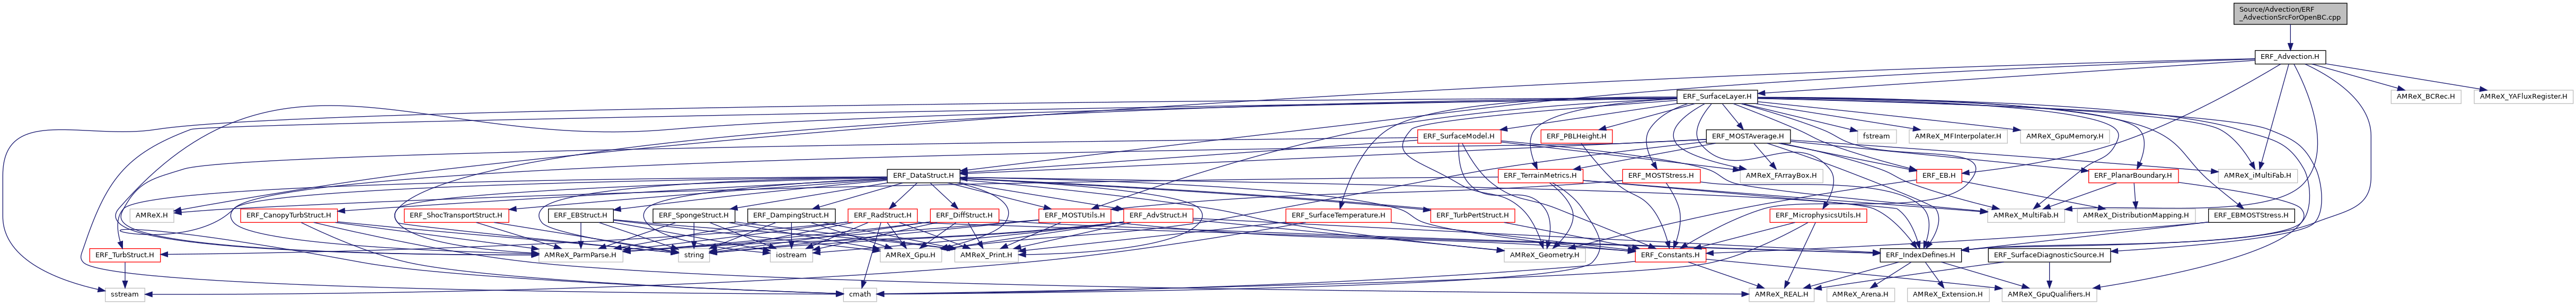 Source/Advection/ERF
_AdvectionSrcForOpenBC.cpp
ERF_Advection.H
ERF_SurfaceLayer.H
AMReX_BCRec.H
AMReX_YAFluxRegister.H
ERF_SurfaceModel.H
ERF_PBLHeight.H
ERF_MOSTAverage.H
fstream
AMReX_MFInterpolater.H
AMReX_GpuMemory.H
ERF_DataStruct.H
ERF_TerrainMetrics.H
ERF_MOSTStress.H
AMReX_FArrayBox.H
ERF_EB.H
ERF_PlanarBoundary.H
AMReX_iMultiFab.H
AMReX.H
ERF_CanopyTurbStruct.H
ERF_ShocTransportStruct.H
ERF_EBStruct.H
ERF_SpongeStruct.H
ERF_DampingStruct.H
ERF_RadStruct.H
ERF_DiffStruct.H
ERF_MOSTUtils.H
ERF_AdvStruct.H
ERF_SurfaceTemperature.H
ERF_TurbPertStruct.H
ERF_MicrophysicsUtils.H
AMReX_MultiFab.H
AMReX_DistributionMapping.H
ERF_EBMOSTStress.H
ERF_TurbStruct.H
AMReX_ParmParse.H
string
iostream
AMReX_Gpu.H
AMReX_Print.H
AMReX_Geometry.H
ERF_Constants.H
ERF_IndexDefines.H
ERF_SurfaceDiagnosticSource.H
sstream
cmath
AMReX_REAL.H
AMReX_Arena.H
AMReX_Extension.H
AMReX_GpuQualifiers.H